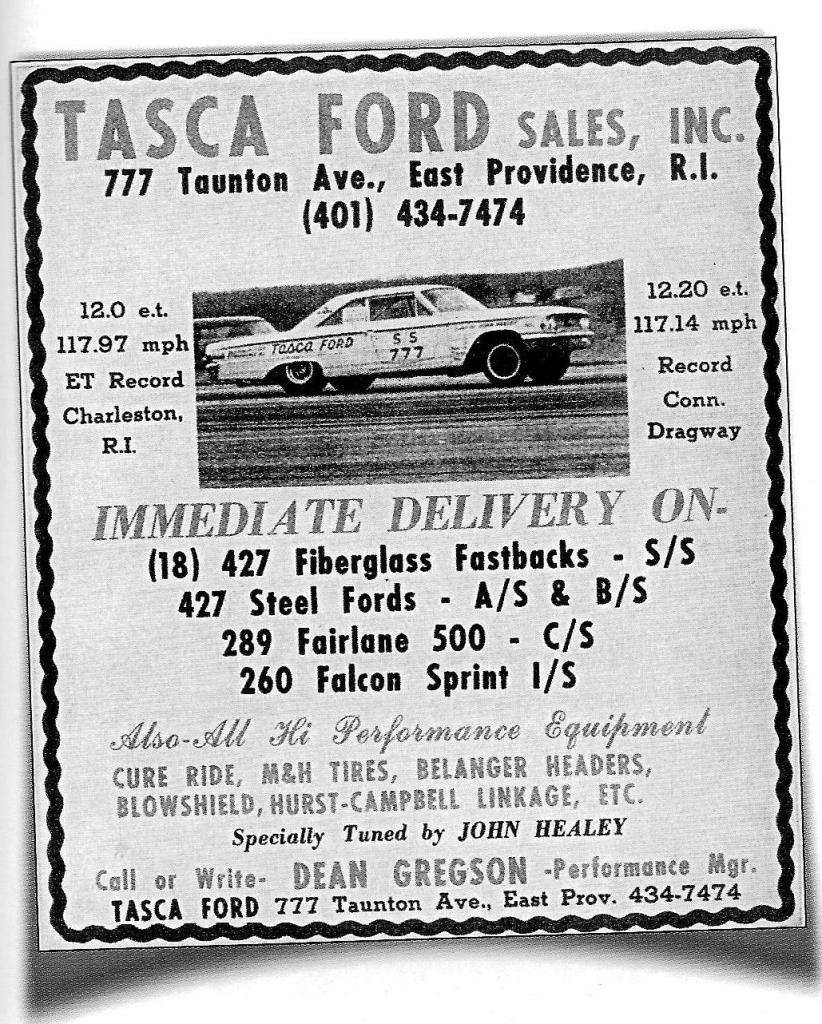 TASCA FORD SALES, INC.
777 Taunton Ave., East Providence, R.I.
(401) 434-7474
12.0 e.t.
117.97 mph
ET Record
Charleston,
R.I.
TASCA FORD
SS
777
12.20 e.t.
117.14 mph
Record
Conn.
Dragway
IMMEDIATE DELIVERY ON-
(18) 427 Fiberglass Fastbacks - S/S
427 Steel Fords - A/S & B/S
289 Fairlane 500 - C/S
260 Falcon Sprint I/S
Also-All Hi Performance Equipment
CURE RIDE, M&H TIRES, BELANGER HEADERS,
BLOWSHIELD, HURST-CAMPBELL LINKAGE, ETC.
Specially Tuned by JOHN HEALEY
Call or Write- DEAN GREGSON -Performance Mgr.
TASCA FORD 777 Taunton Ave., East Prov. 434-7474